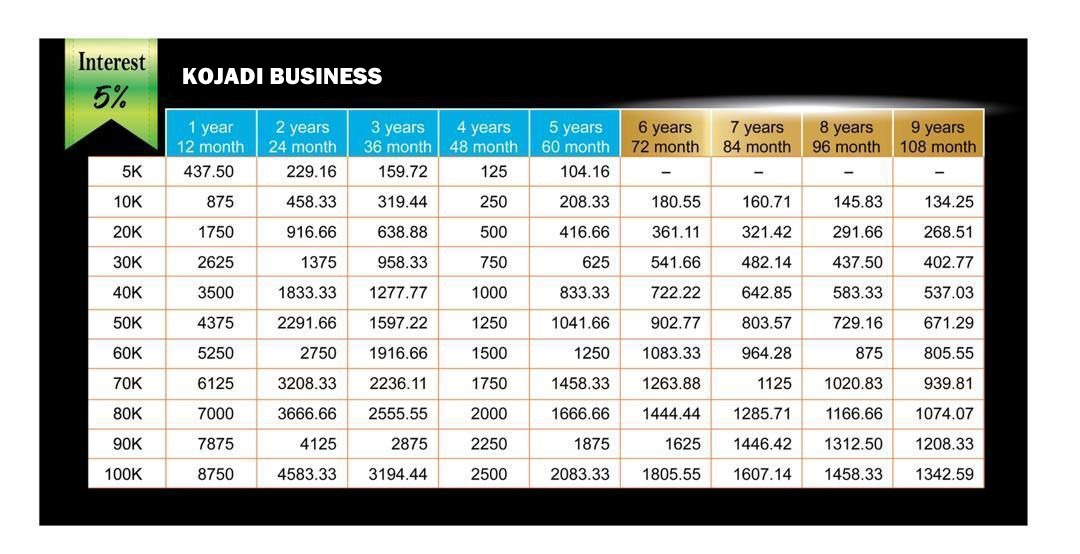 Interest
5%
KOJADI BUSINESS
1 year 2 years 3 years 4 years 5 years 6 years 7 years 8 years 9 years
12 month 24 month 36 month 48 month 60 month 72 month 84 month 96 month 108 month
5K 437.50 229.16 159.72 125 104.16 – – – –
10K 875 458.33 319.44 250 208.33 180.55 160.71 145.83 134.25
20K 1750 916.66 638.88 500 416.66 361.11 321.42 291.66 268.51
30K 2625 1375 958.33 750 625 541.66 482.14 437.50 402.77
40K 3500 1833.33 1277.77 1000 833.33 722.22 642.85 583.33 537.03
50K 4375 2291.66 1597.22 1250 1041.66 902.77 803.57 729.16 671.29
60K 5250 2750 1916.66 1500 1250 1083.33 964.28 875 805.55
70K 6125 3208.33 2236.11 1750 1458.33 1263.88 1125 1020.83 939.81
80K 7000 3666.66 2555.55 2000 1666.66 1444.44 1285.71 1166.66 1074.07
90K 7875 4125 2875 2250 1875 1625 1446.42 1312.50 1208.33
100K 8750 4583.33 3194.44 2500 2083.33 1805.55 1607.14 1458.33 1342.59